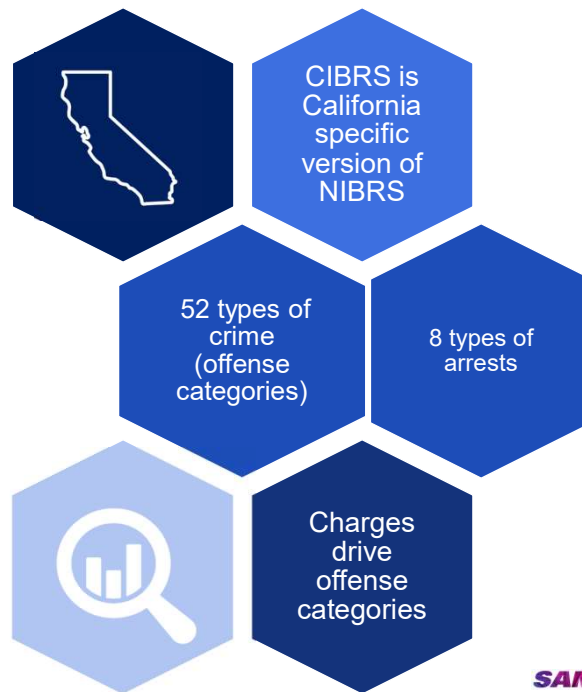 CIBRS is
California
specific
version of
NIBRS
52 types of
crime
(offense
categories)
8 types of
arrests
Charges
drive
offense
categories
SAN